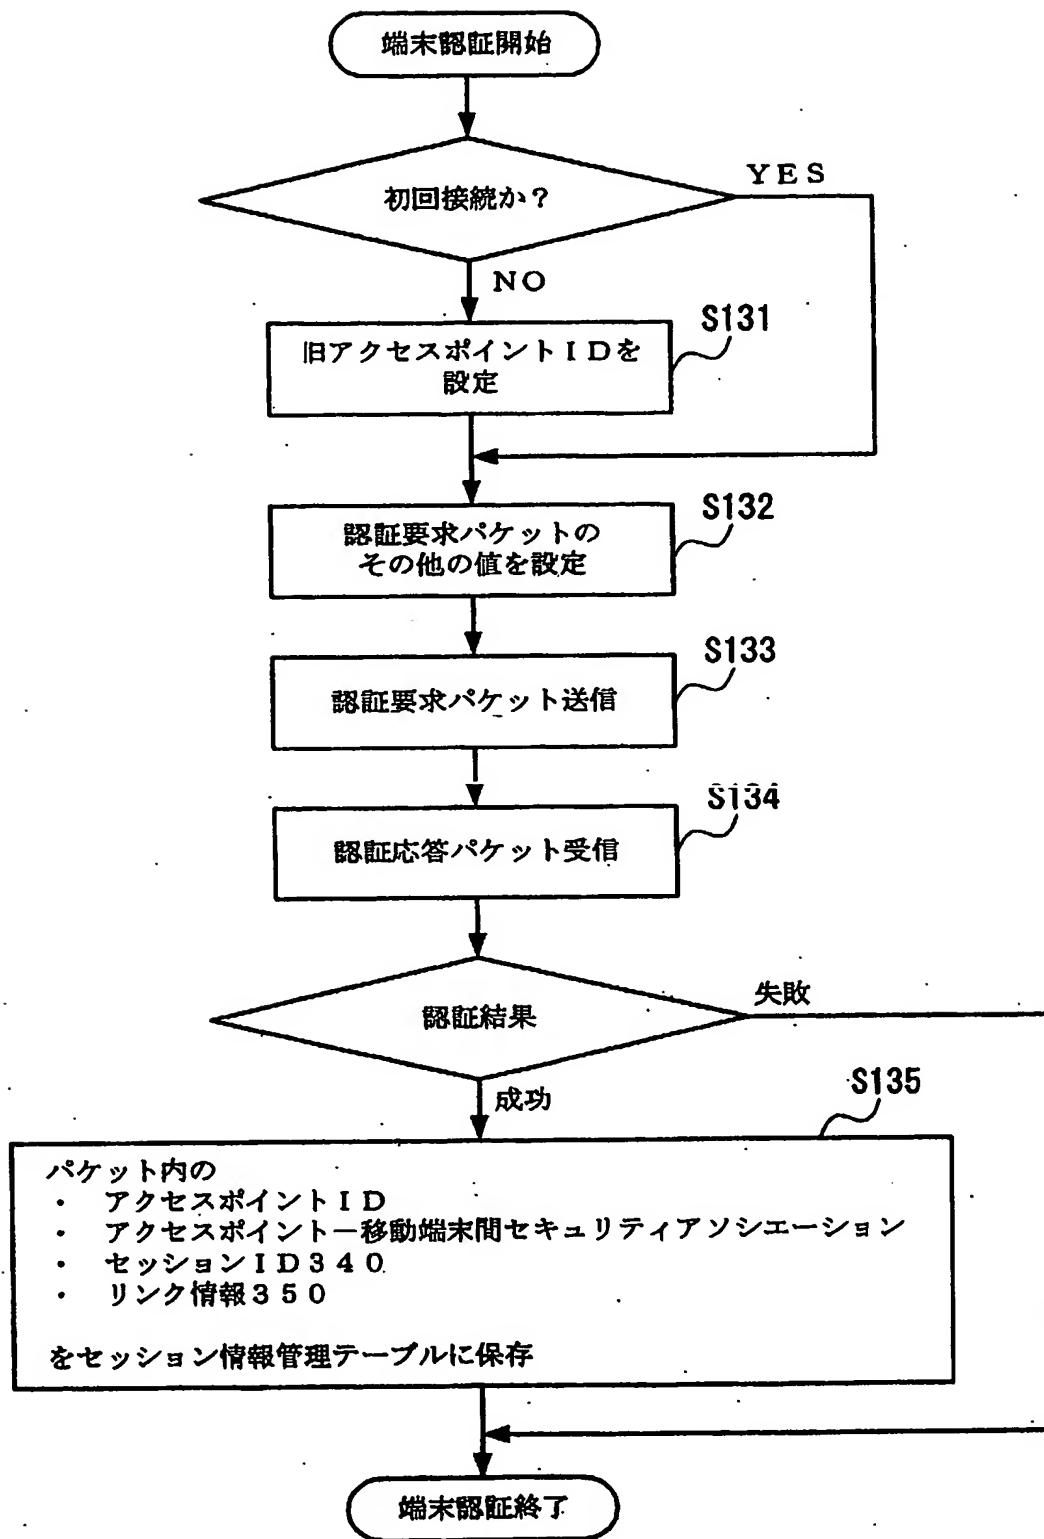 端末認証開始
初回接続か？
ＹＥＳ
ＮＯ
S131
旧アクセスポイントＩＤを
設定
S132
認証要求パケットの
その他の値を設定
S133
認証要求パケット送信
S134
認証応答パケット受信
認証結果
失敗
成功
S135
パケット内の
・ アクセスポイントＩＤ
・ アクセスポイント－移動端末間セキュリティアソシエーション
・ セッションＩＤ３４０
・ リンク情報３５０
をセッション情報管理テーブルに保存
端末認証終了